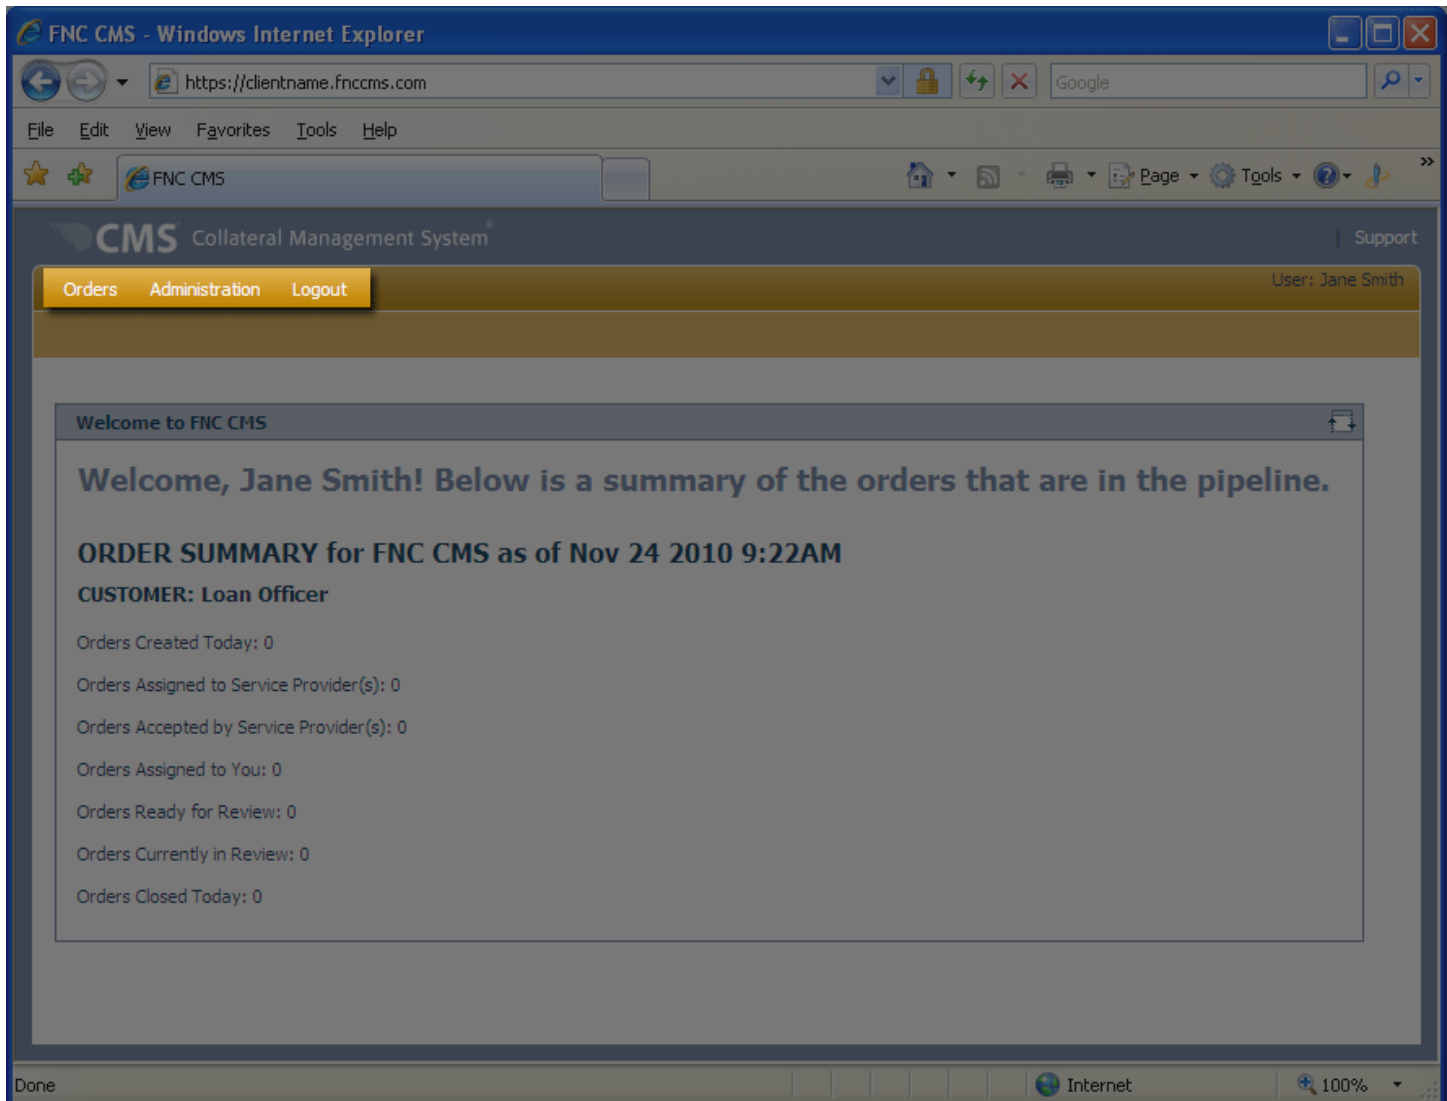 FNC CMS - Windows Internet Explorer
https://clientname.fnccms.com
Google
File Edit View Favorites Tools Help
FNC CMS
Page Tools »
CMS Collateral Management System®
| Support
Orders Administration Logout
User: Jane Smith
Welcome to FNC CMS
Welcome, Jane Smith! Below is a summary of the orders that are in the pipeline.
ORDER SUMMARY for FNC CMS as of Nov 24 2010 9:22AM
CUSTOMER: Loan Officer
Orders Created Today: 0
Orders Assigned to Service Provider(s): 0
Orders Accepted by Service Provider(s): 0
Orders Assigned to You: 0
Orders Ready for Review: 0
Orders Currently in Review: 0
Orders Closed Today: 0
Done
Internet
100%